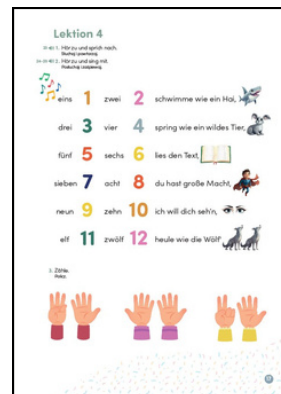 Lektion 4
1. Hör zu und sprich nach.
2. Hör zu und sing mit.
eins 1 zwei 2 schwimme wie ein Hai,
drei 3 vier 4 spring wie ein wildes Tier,
fünf 5 sechs 6 lies den Text,
sieben 7 acht 8 du hast große Macht,
neun 9 zehn 10 ich will dich seh'n,
elf 11 zwölf 12 heule wie die Wölf'
3. Zähle.